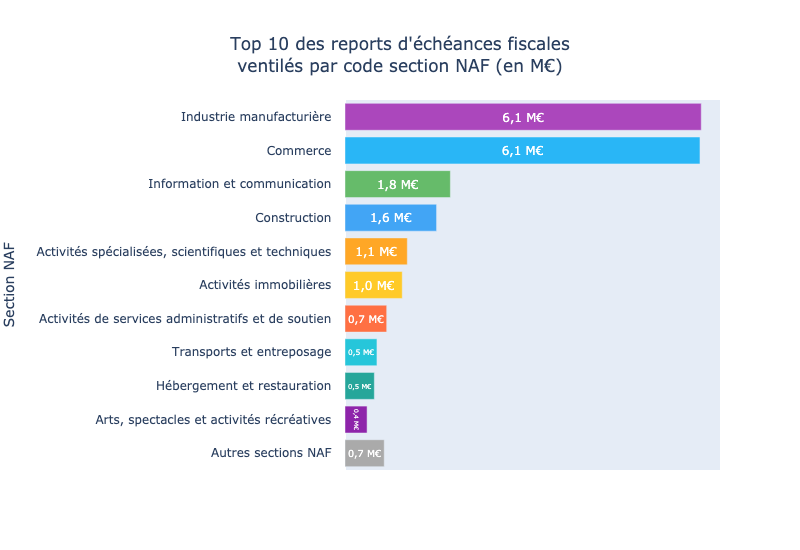 Top 10 des reports d'échéances fiscales
ventilés par code section NAF (en M€)
Section NAF
Industrie manufacturière 6,1 M€
Commerce 6,1 M€
Information et communication 1,8 M€
Construction 1,6 M€
Activités spécialisées, scientifiques et techniques 1,1 M€
Activités immobilières 1,0 M€
Activités de services administratifs et de soutien 0,7 M€
Transports et entreposage 0,5 M€
Hébergement et restauration 0,5 M€
Arts, spectacles et activités récréatives 0,4 M€
Autres sections NAF 0,7 M€